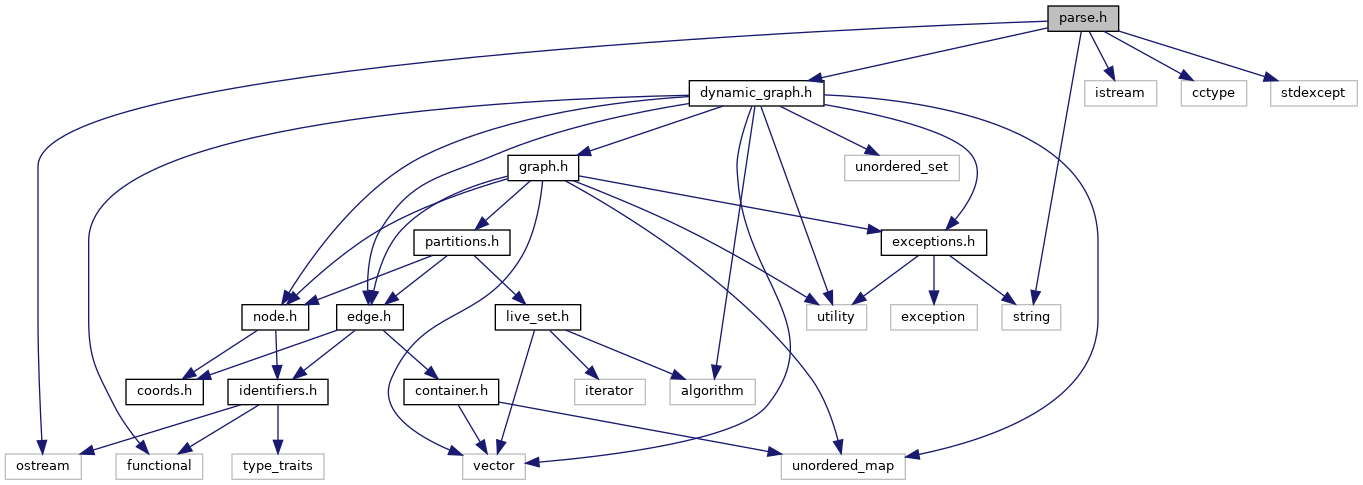 parse.h
dynamic_graph.h
istream
cctype
stdexcept
graph.h
unordered_set
partitions.h
exceptions.h
node.h
edge.h
live_set.h
utility
exception
string
coords.h
identifiers.h
container.h
iterator
algorithm
ostream
functional
type_traits
vector
unordered_map